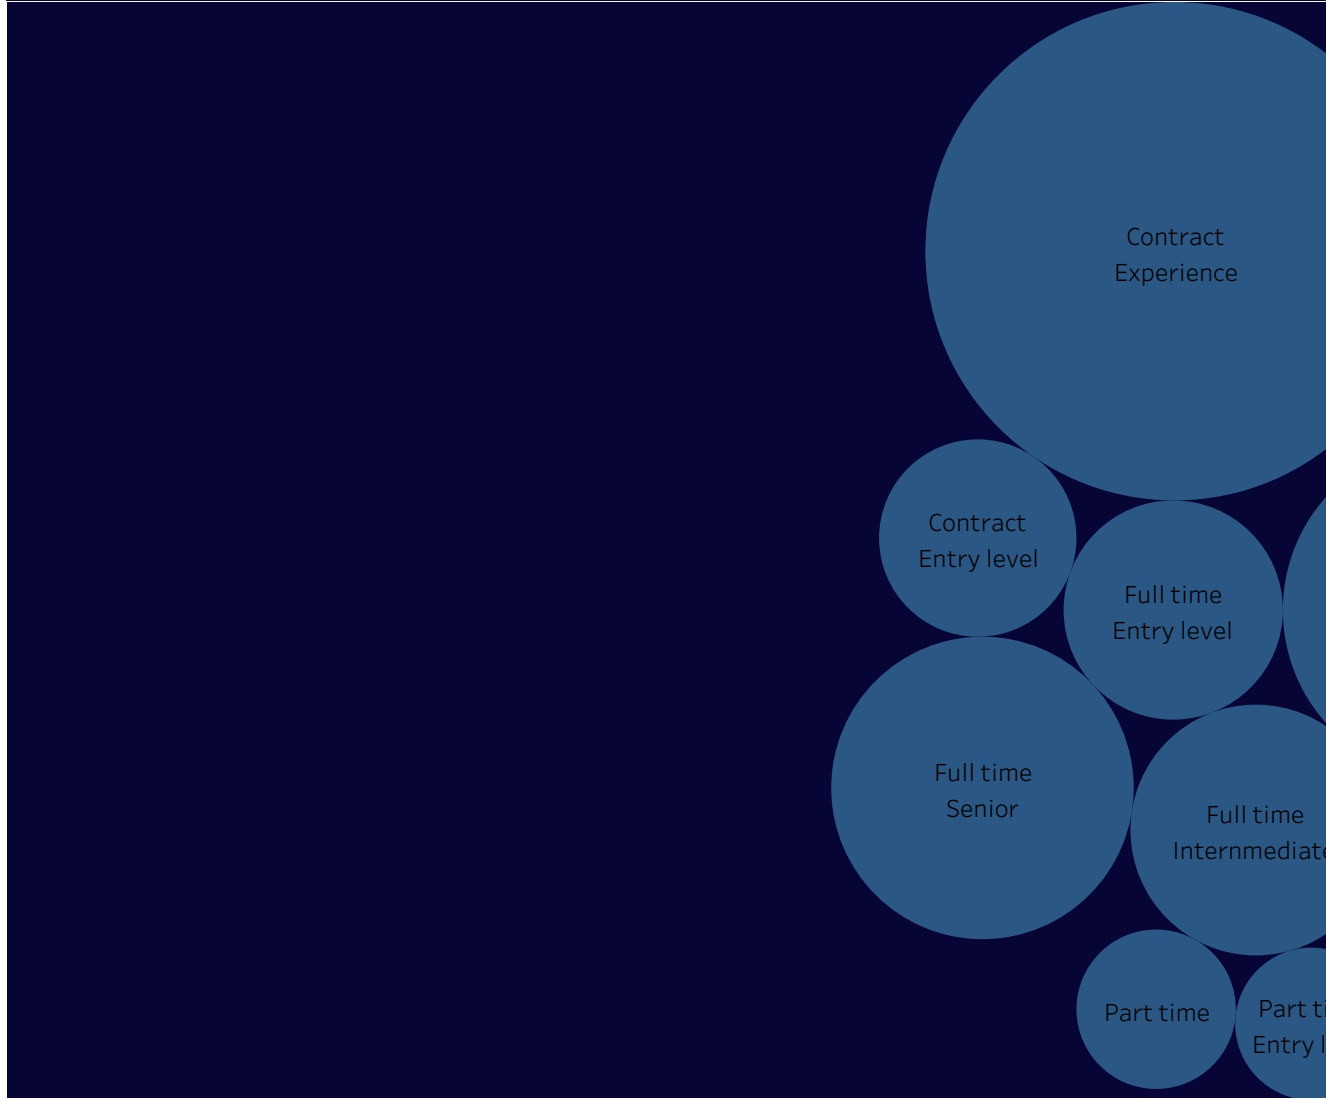 Contract
Experience
Contract
Entry level
Full time
Entry level
Full time
Senior
Full time
Internmediate
Part time
Part ti
Entry l